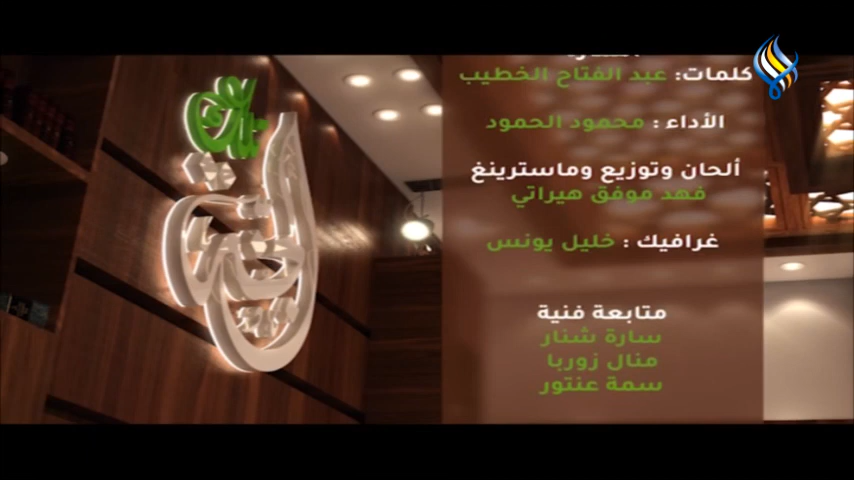 كلمات: عبد الفتاح الخطيب
الأداء : محمود الحمود
ألحان وتوزيع وماسترينغ
فهد موفق هيراتي
غرافيك : خليل يونس
متابعة فنية
سارة شنار
منال زوربا
سمة عنتور